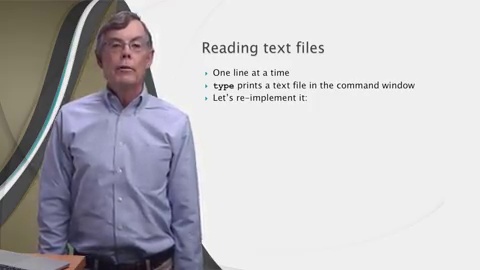 Reading text files
One line at a time
type prints a text file in the command window
Let's re-implement it: